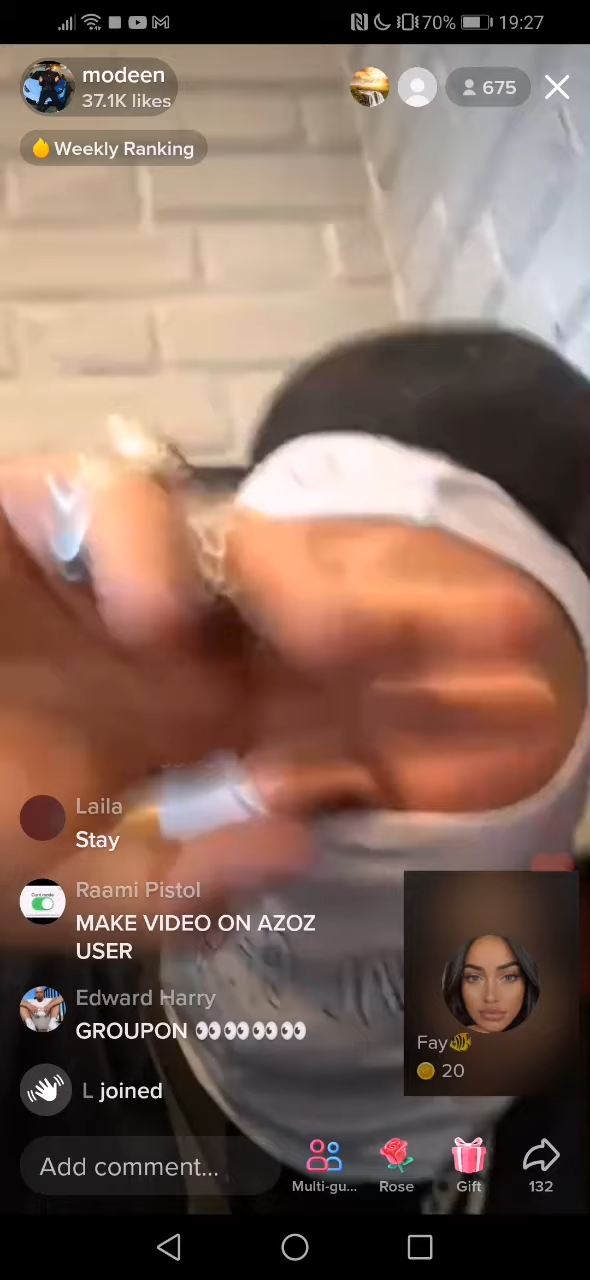 70% 19:27
modeen
37.1K likes
675
Weekly Ranking
Laila
Stay
Raami Pistol
MAKE VIDEO ON AZOZ
USER
Edward Harry
GROUPON 👀👀👀👀
Fay🐠
20
L joined
Add comment...
Multi-gu...
Rose
Gift
132